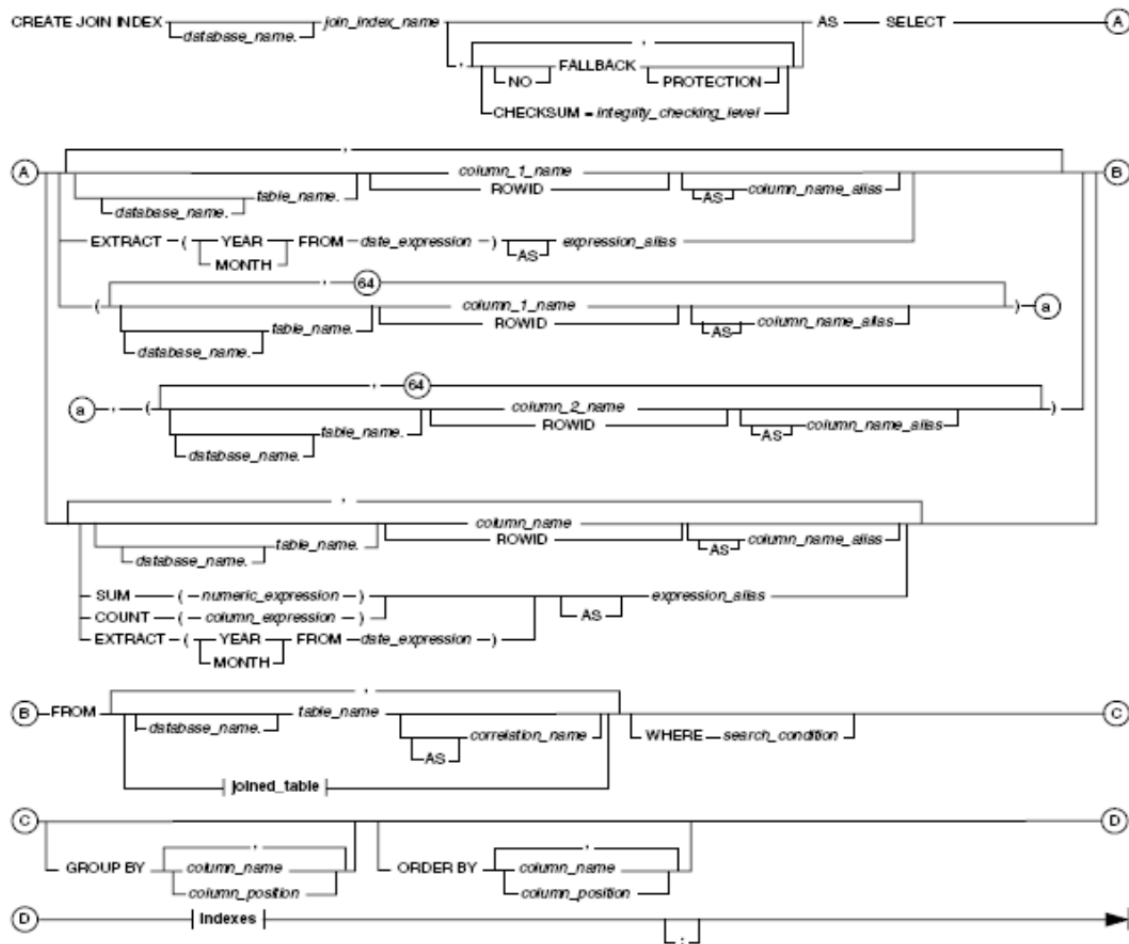 CREATE JOIN INDEX database_name. join_index_name , NO FALLBACK PROTECTION , CHECKSUM = integrity_checking_level AS SELECT A
A , database_name. table_name. column_1_name ROWID AS column_name_alias B
EXTRACT ( YEAR MONTH FROM date_expression ) AS expression_alias
( , 64 database_name. table_name. column_1_name ROWID AS column_name_alias ) a
a , ( , 64 database_name. table_name. column_2_name ROWID AS column_name_alias )
, database_name. table_name. column_name ROWID AS column_name_alias
SUM ( numeric_expression )
COUNT ( column_expression ) AS expression_alias
EXTRACT ( YEAR MONTH FROM date_expression )
B FROM , database_name. table_name AS correlation_name WHERE search_condition C
joined_table
C GROUP BY , column_name column_position ORDER BY , column_name column_position D
D Indexes ;